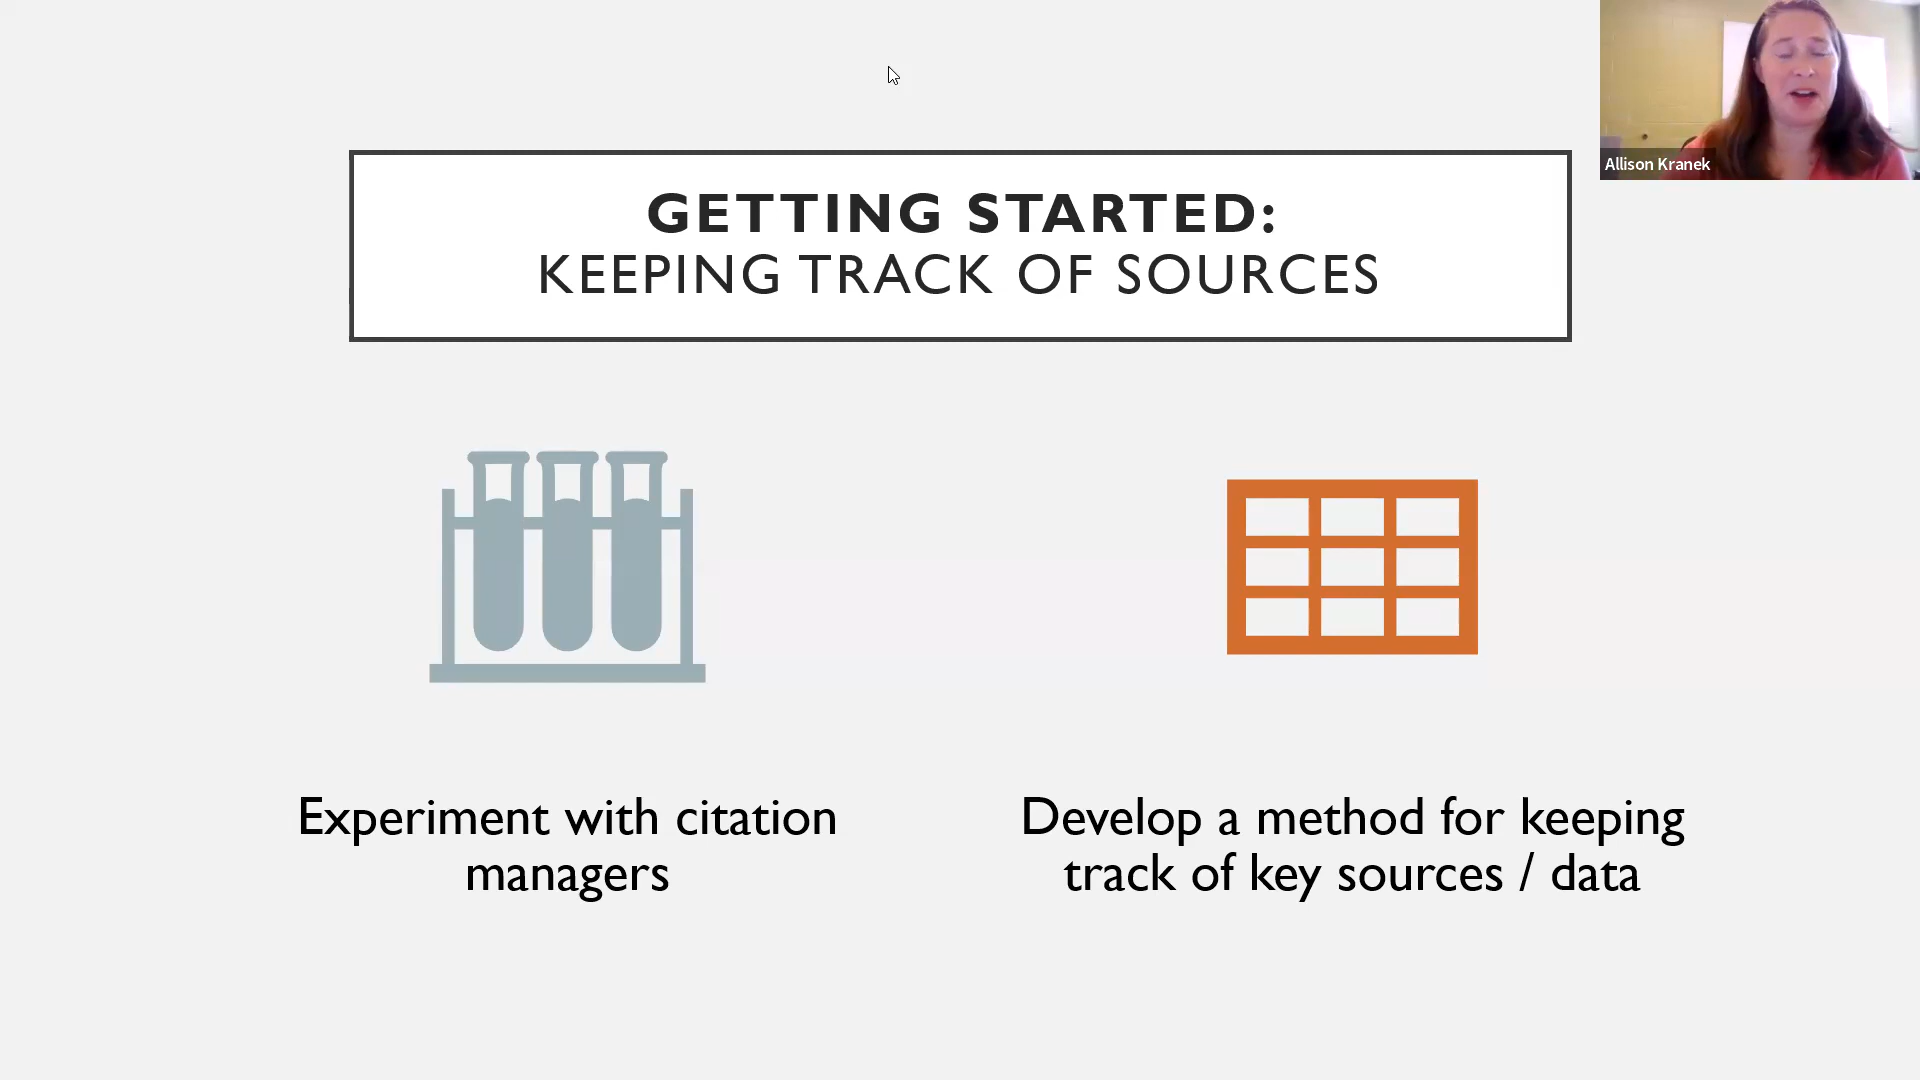 GETTING STARTED:
KEEPING TRACK OF SOURCES
Allison Kranek
Experiment with citation
managers
Develop a method for keeping
track of key sources / data